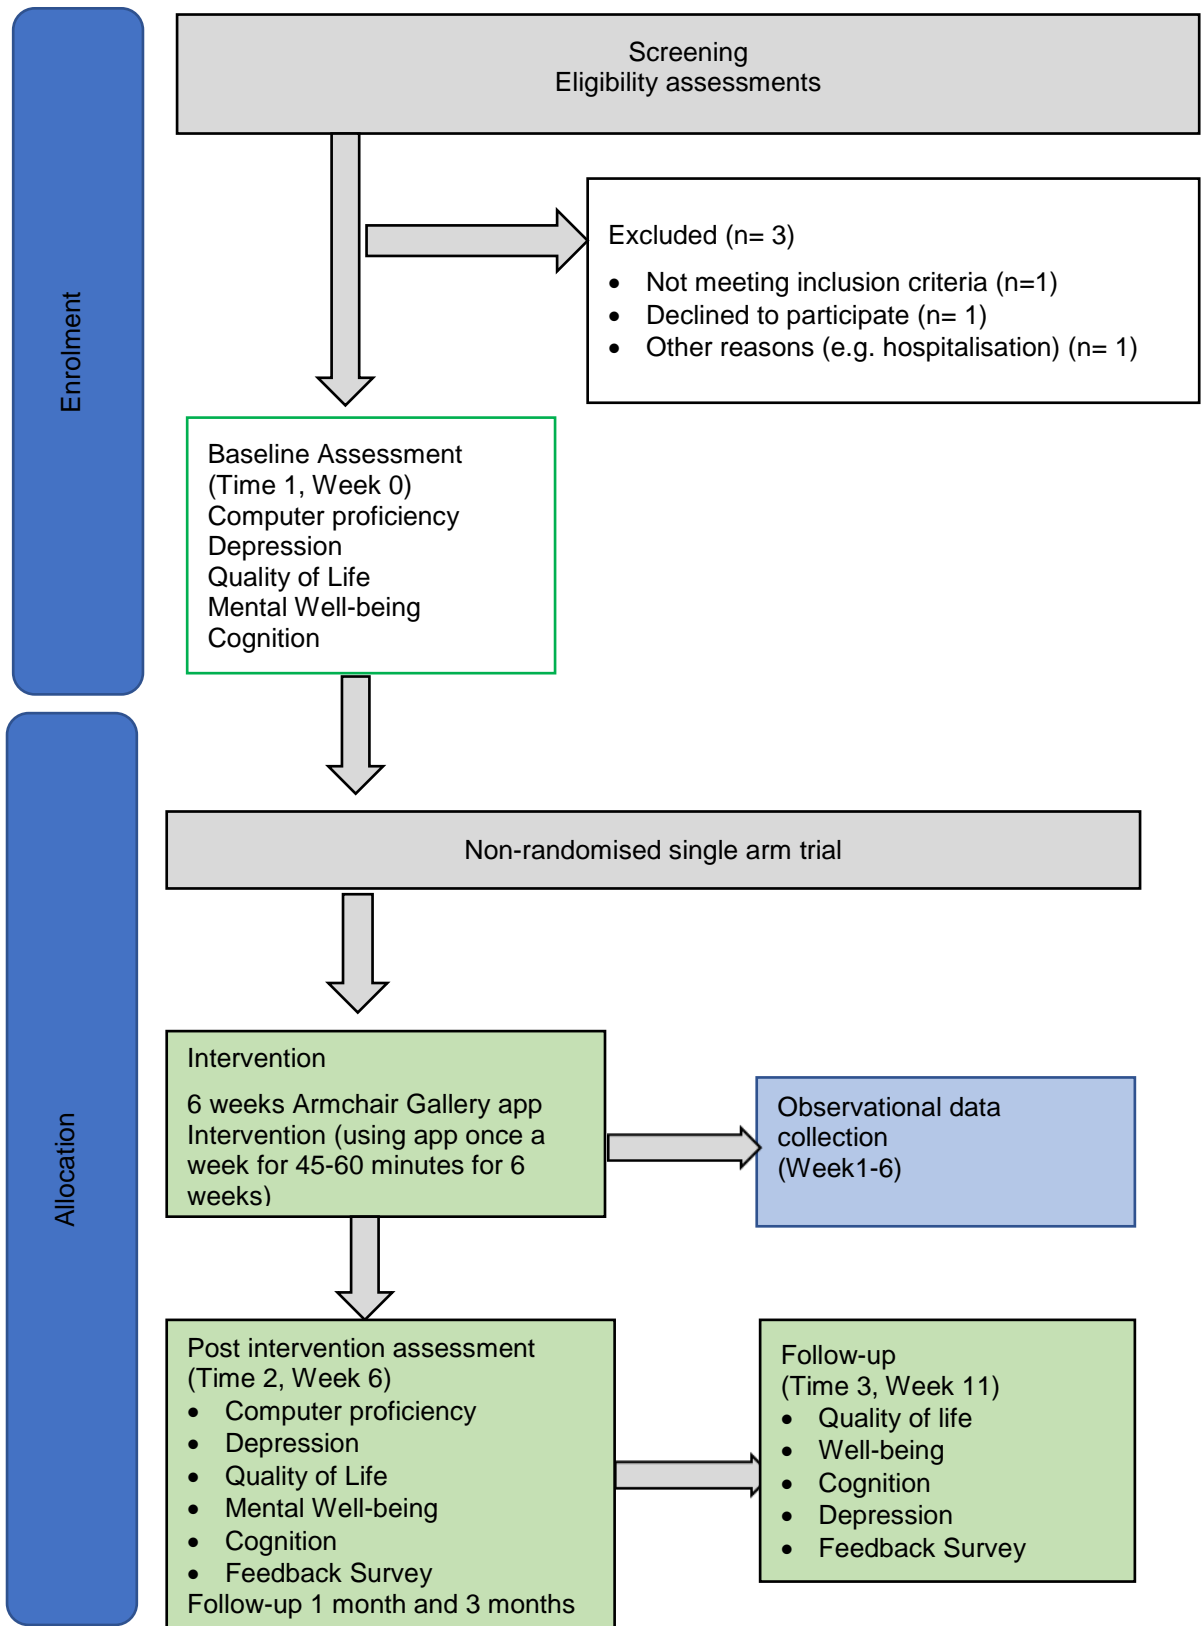 Enrolment
Screening
Eligibility assessments
Excluded (n= 3)
• Not meeting inclusion criteria (n=1)
• Declined to participate (n= 1)
• Other reasons (e.g. hospitalisation) (n= 1)
Baseline Assessment
(Time 1, Week 0)
Computer proficiency
Depression
Quality of Life
Mental Well-being
Cognition
Allocation
Non-randomised single arm trial
Intervention
6 weeks Armchair Gallery app
Intervention (using app once a
week for 45-60 minutes for 6
weeks)
Observational data
collection
(Week1-6)
Post intervention assessment
(Time 2, Week 6)
• Computer proficiency
• Depression
• Quality of Life
• Mental Well-being
• Cognition
• Feedback Survey
Follow-up 1 month and 3 months
Follow-up
(Time 3, Week 11)
• Quality of life
• Well-being
• Cognition
• Depression
• Feedback Survey